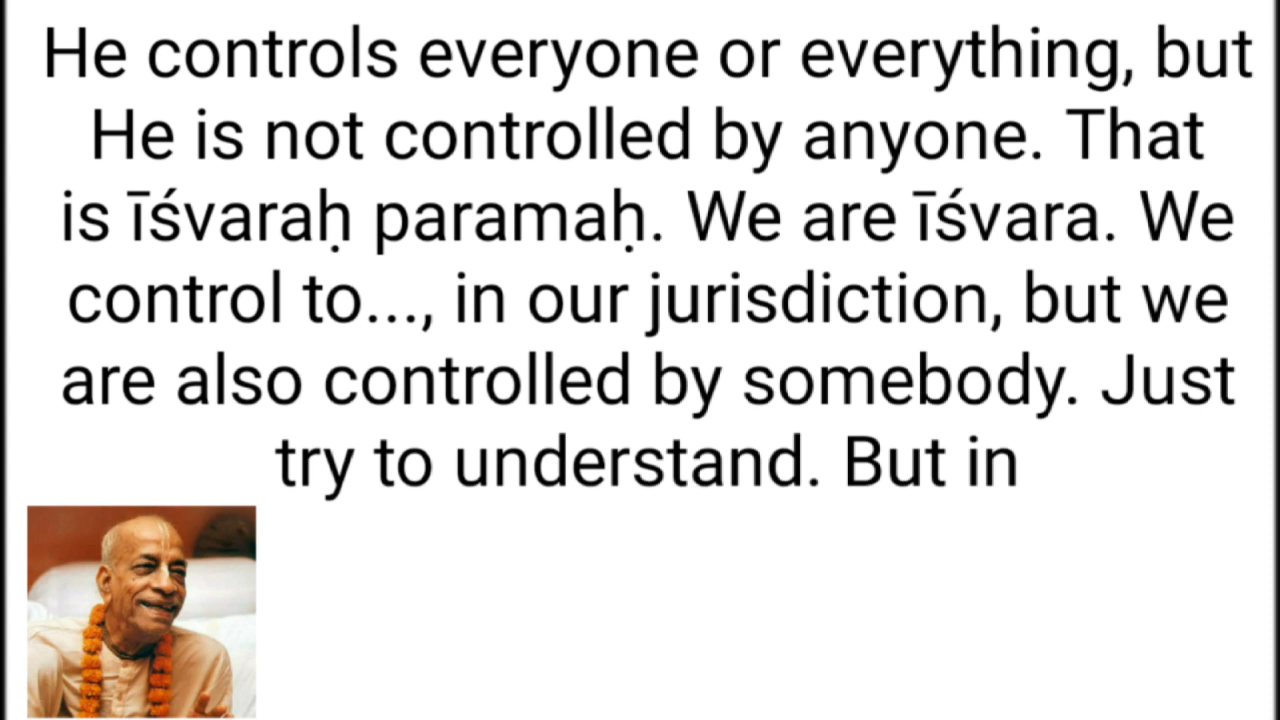 He controls everyone or everything, but
He is not controlled by anyone. That
is īśvaraḥ paramaḥ. We are īśvara. We
control to..., in our jurisdiction, but we
are also controlled by somebody. Just
try to understand. But in